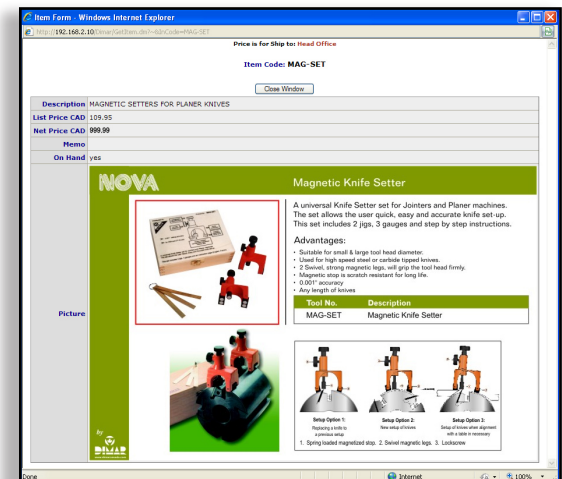 Item Form - Windows Internet Explorer
http://192.168.2.10/Dimar/GetItem.dn7~6&InCode=MAG-SET
Price is for Ship to: Head Office
Item Code: MAG-SET
Close Window
Description MAGNETIC SETTERS FOR PLANER KNIVES
List Price CAD 109.95
Net Price CAD 999.99
Memo
On Hand yes
Picture
NOVA
Magnetic Knife Setter
A universal Knife Setter set for Jointers and Planer machines.
The set allows the user quick, easy and accurate knife set-up.
This set includes 2 jigs, 3 gauges and step by step instructions.
Advantages:
• Suitable for small & large tool head diameter.
• Used for high speed steel or carbide tipped knives.
• 2 Swivel, strong magnetic legs, will grip the tool head firmly.
• Magnetic stop is scratch resistant for long life.
• 0.001" accuracy
• Any length of knives
Tool No. Description
MAG-SET Magnetic Knife Setter
Setup Option 1:
Replacing a knife to
a previous setup
Setup Option 2:
New setup of knives
Setup Option 3:
Setup of knives when alignment
with a table in necessary
1. Spring loaded magnetized stop. 2. Swivel magnetic legs. 3. Lockscrew
by
DIMAR
Done
Internet
100%